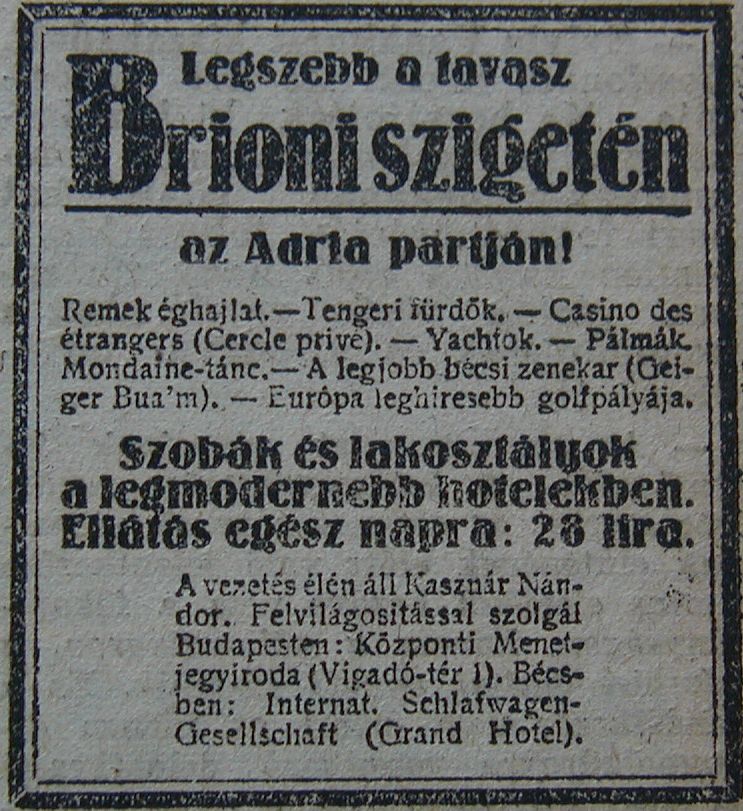 Legszebb a tavasz
Brioni szigetén
az Adria partján!
Remek éghajlat. — Tengeri fürdők. — Casino des
étrangers (Cercle privé). — Yachtok. — Pálmák.
Mondaine-tánc. — A legjobb bécsi zenekar (Gei-
ger Bua'm). — Európa leghiresebb golfpályája.
Szobák és lakosztályok
a legmodernebb hotelekben.
Ellátás egész napra: 28 lira.
A vezetés élén áll Kasznár Nán-
dor. Felvilágositással szolgál
Budapesten: Központi Menet-
jegyiroda (Vigadó-tér 1). Bécs-
ben: Internat. Schlafwagen-
Gesellschaft (Grand Hotel).